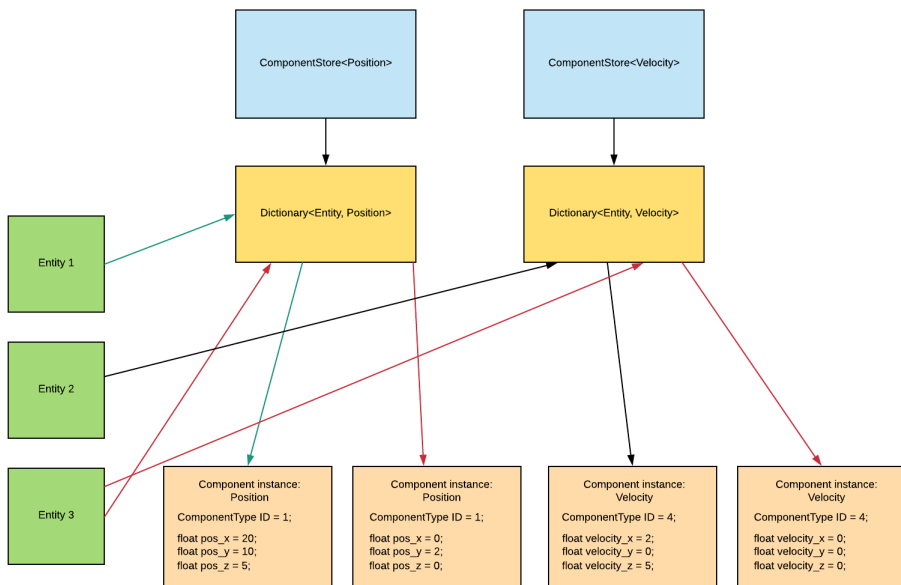 ComponentStore<Position>
ComponentStore<Velocity>
Dictionary<Entity, Position>
Dictionary<Entity, Velocity>
Entity 1
Entity 2
Entity 3
Component instance:
Position
ComponentType ID = 1;
float pos_x = 20;
float pos_y = 10;
float pos_z = 5;
Component instance:
Position
ComponentType ID = 1;
float pos_x = 0;
float pos_y = 2;
float pos_z = 0;
Component instance:
Velocity
ComponentType ID = 4;
float velocity_x = 2;
float velocity_y = 0;
float velocity_z = 5;
Component instance:
Velocity
ComponentType ID = 4;
float velocity_x = 0;
float velocity_y = 0;
float velocity_z = 0;